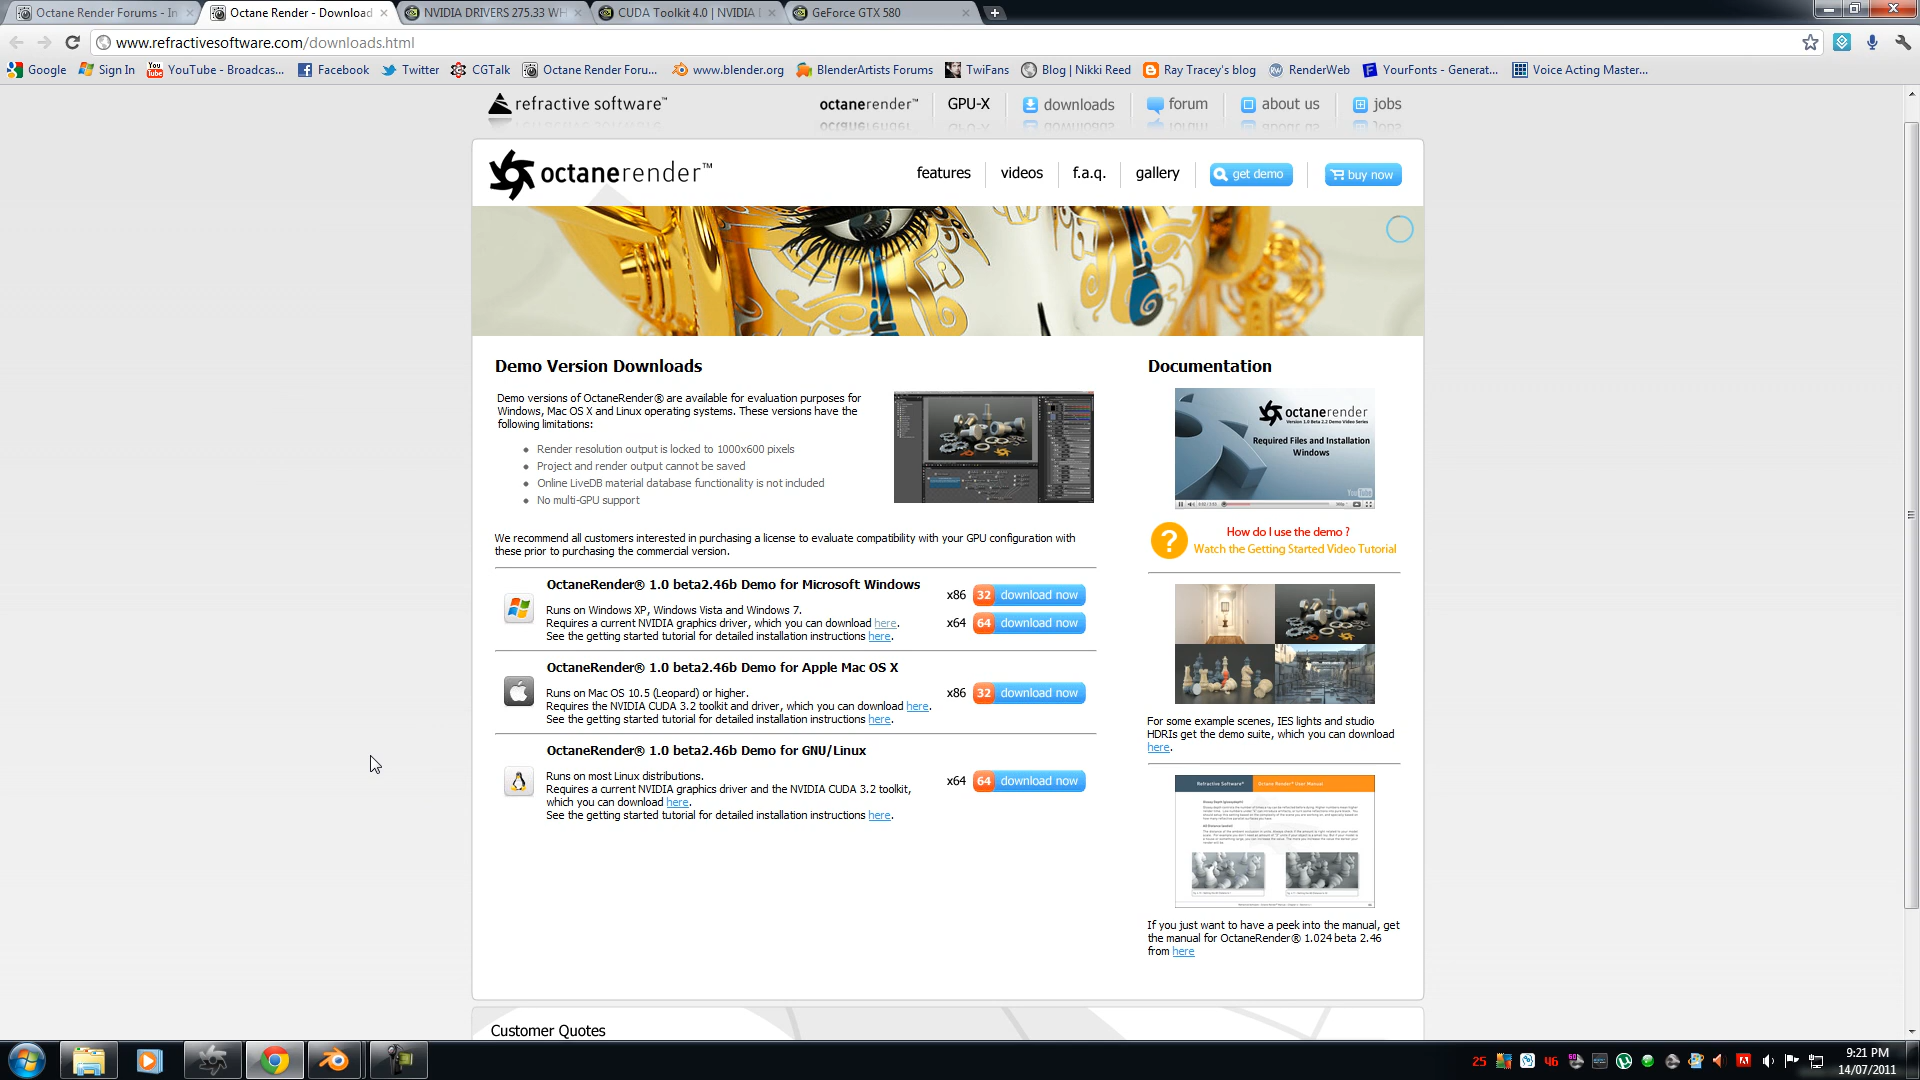 Octane Render Forums - In
Octane Render - Download
NVIDIA DRIVERS 275.33 WH
CUDA Toolkit 4.0 | NVIDIA
GeForce GTX 580
www.refractivesoftware.com/downloads.html
Google
Sign In
YouTube - Broadcas...
Facebook
Twitter
CGTalk
Octane Render Foru...
www.blender.org
BlenderArtists Forums
TwiFans
Blog | Nikki Reed
Ray Tracey's blog
RenderWeb
YourFonts - Generat...
Voice Acting Master...
refractive software™
octanerender™
GPU-X
downloads
forum
about us
jobs
octanerender™
features
videos
f.a.q.
gallery
get demo
buy now
Demo Version Downloads
Demo versions of OctaneRender® are available for evaluation purposes for
Windows, Mac OS X and Linux operating systems. These versions have the
following limitations:
Render resolution output is locked to 1000x600 pixels
Project and render output cannot be saved
Online LiveDB material database functionality is not included
No multi-GPU support
We recommend all customers interested in purchasing a license to evaluate compatibility with your GPU configuration with
these prior to purchasing the commercial version.
OctaneRender® 1.0 beta2.46b Demo for Microsoft Windows
Runs on Windows XP, Windows Vista and Windows 7.
Requires a current NVIDIA graphics driver, which you can download here.
See the getting started tutorial for detailed installation instructions here.
x86 32 download now
x64 64 download now
OctaneRender® 1.0 beta2.46b Demo for Apple Mac OS X
Runs on Mac OS 10.5 (Leopard) or higher.
Requires the NVIDIA CUDA 3.2 toolkit and driver, which you can download here.
See the getting started tutorial for detailed installation instructions here.
x86 32 download now
OctaneRender® 1.0 beta2.46b Demo for GNU/Linux
Runs on most Linux distributions.
Requires a current NVIDIA graphics driver and the NVIDIA CUDA 3.2 toolkit,
which you can download here.
See the getting started tutorial for detailed installation instructions here.
x64 64 download now
Documentation
octanerender
Version 1.0 Beta 2.2 Demo Video Series
Required Files and Installation
Windows
YouTube
How do I use the demo ?
Watch the Getting Started Video Tutorial
For some example scenes, IES lights and studio
HDRIs get the demo suite, which you can download
here.
Refractive Software® Octane Render® User Manual
If you just want to have a peek into the manual, get
the manual for OctaneRender® 1.024 beta 2.46
from here
Customer Quotes
25
46
9:21 PM
14/07/2011